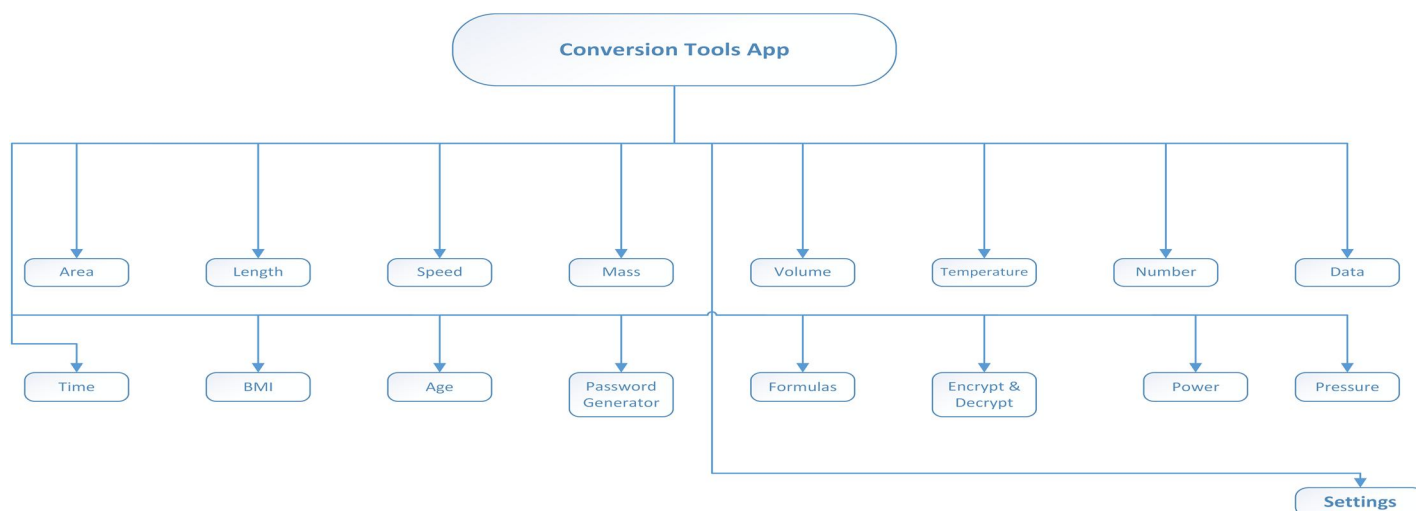 Conversion Tools App
Area
Length
Speed
Mass
Volume
Temperature
Number
Data
Time
BMI
Age
Password
Generator
Formulas
Encrypt &
Decrypt
Power
Pressure
Settings